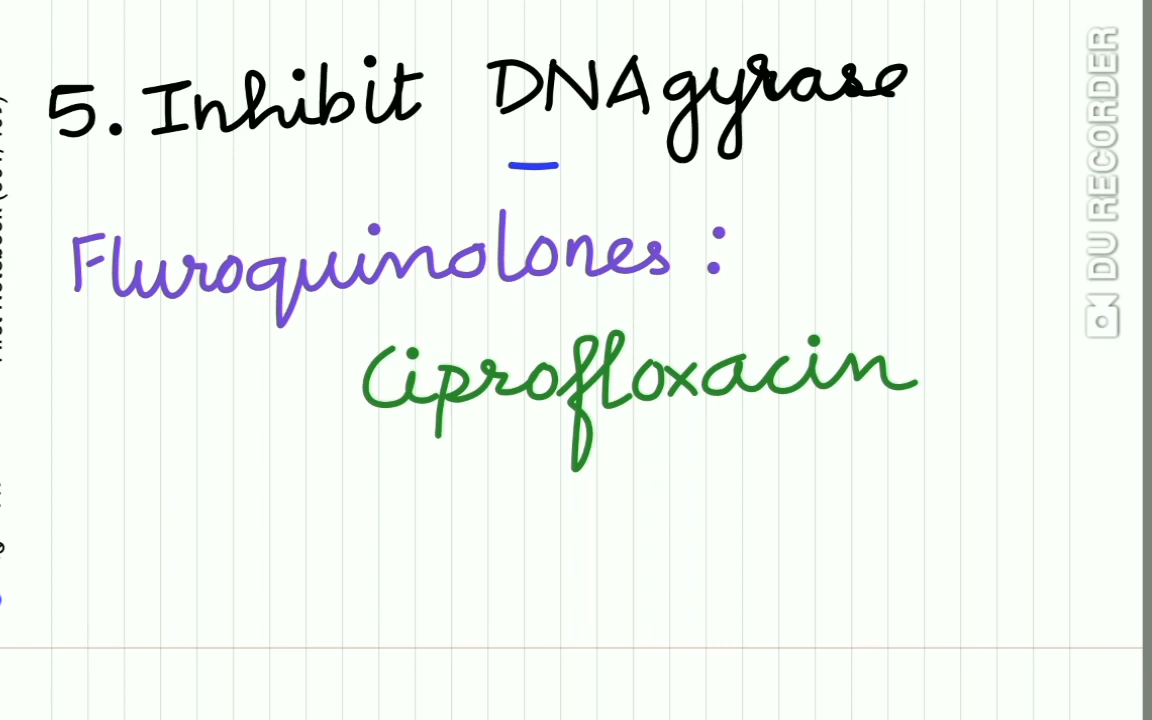 5. Inhibit DNA gyrase
Fluroquinolones :
Ciprofloxacin
DU RECORDER